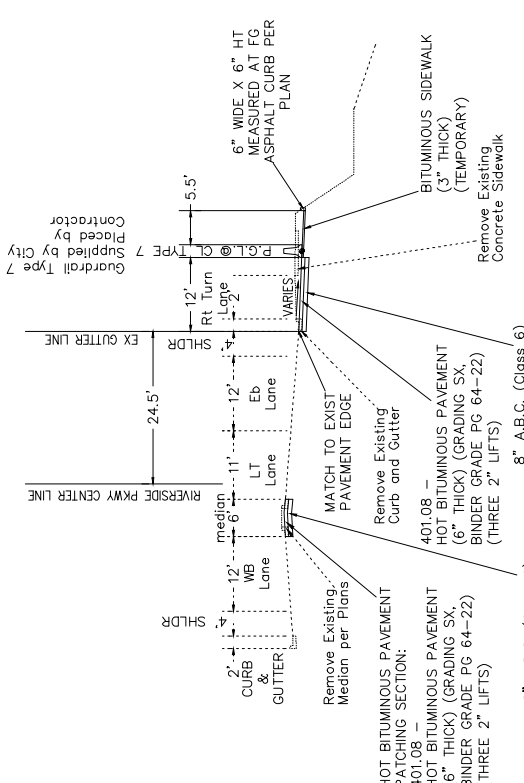 Guardrail Type 7
Supplied by City
Placed by
Contractor
6" WIDE X 6" HT
MEASURED AT FG
ASPHALT CURB PER
PLAN
5.5'
TYPE 7
P.G.L @ CL
12'
Rt Turn
Lane
2'
VARIES
EX GUTTER LINE
24.5'
SHLDR
4'
12'
Eb
Lane
11'
LT
Lane
RIVERSIDE PKWY CENTER LINE
median
6'
12'
WB
Lane
SHLDR
4'
2'
CURB
&
GUTTER
BITUMINOUS SIDEWALK
(3" THICK)
(TEMPORARY)
Remove Existing
Concrete Sidewalk
MATCH TO EXIST
PAVEMENT EDGE
Remove Existing
Curb and Gutter
401.08 –
HOT BITUMINOUS PAVEMENT
(6" THICK) (GRADING SX,
BINDER GRADE PG 64–22)
(THREE 2" LIFTS)
8" A.B.C. (Class 6)
Remove Existing
Median per Plans
HOT BITUMINOUS PAVEMENT
PATCHING SECTION:
401.08 –
HOT BITUMINOUS PAVEMENT
(6" THICK) (GRADING SX,
BINDER GRADE PG 64–22)
(THREE 2" LIFTS)